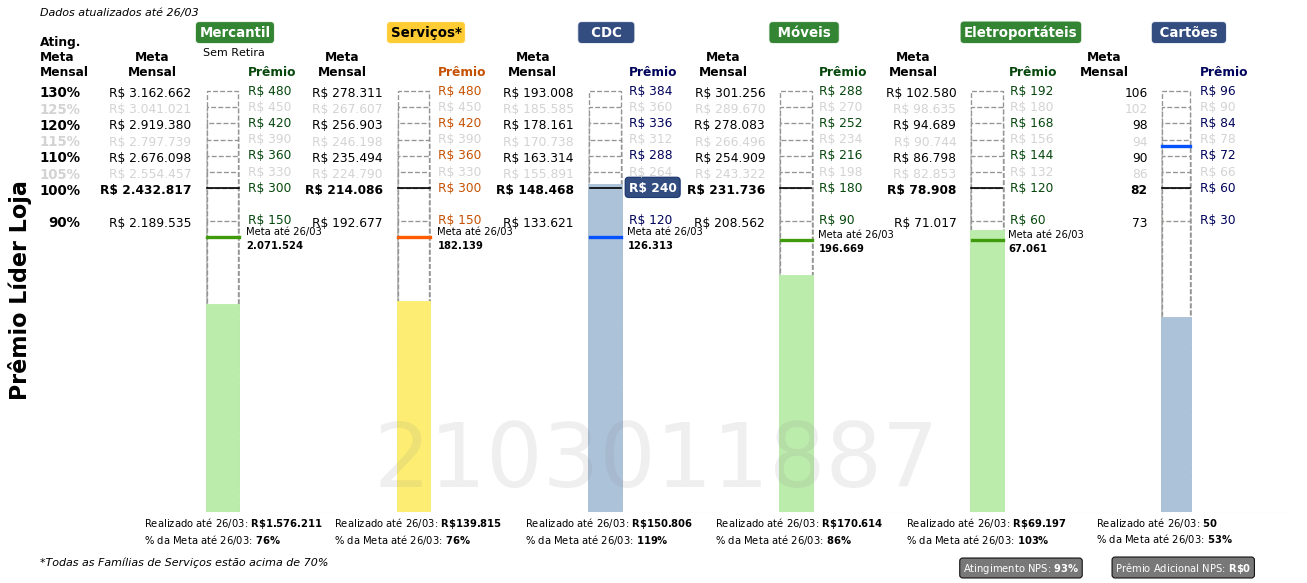 Dados atualizados até 26/03
Mercantil Serviços* CDC Móveis Eletroportáteis Cartões
Sem Retira
Ating. Meta Mensal
Meta Mensal Prêmio Meta Mensal Prêmio Meta Mensal Prêmio Meta Mensal Prêmio Meta Mensal Prêmio Meta Mensal Prêmio
130% R$ 3.162.662 R$ 480 R$ 278.311 R$ 480 R$ 193.008 R$ 384 R$ 301.256 R$ 288 R$ 102.580 R$ 192 106 R$ 96
125% R$ 3.041.021 R$ 450 R$ 267.607 R$ 450 R$ 185.585 R$ 360 R$ 289.670 R$ 270 R$ 98.635 R$ 180 102 R$ 90
120% R$ 2.919.380 R$ 420 R$ 256.903 R$ 420 R$ 178.161 R$ 336 R$ 278.083 R$ 252 R$ 94.689 R$ 168 98 R$ 84
115% R$ 2.797.739 R$ 390 R$ 246.198 R$ 390 R$ 170.738 R$ 312 R$ 266.496 R$ 234 R$ 90.744 R$ 156 94 R$ 78
110% R$ 2.676.098 R$ 360 R$ 235.494 R$ 360 R$ 163.314 R$ 288 R$ 254.909 R$ 216 R$ 86.798 R$ 144 90 R$ 72
105% R$ 2.554.457 R$ 330 R$ 224.790 R$ 330 R$ 155.891 R$ 264 R$ 243.322 R$ 198 R$ 82.853 R$ 132 86 R$ 66
100% R$ 2.432.817 R$ 300 R$ 214.086 R$ 300 R$ 148.468 R$ 240 R$ 231.736 R$ 180 R$ 78.908 R$ 120 82 R$ 60
90% R$ 2.189.535 R$ 150 R$ 192.677 R$ 150 R$ 133.621 R$ 120 R$ 208.562 R$ 90 R$ 71.017 R$ 60 73 R$ 30
Meta até 26/03 Meta até 26/03 Meta até 26/03 Meta até 26/03 Meta até 26/03
2.071.524 182.139 126.313 196.669 67.061
Prêmio Líder Loja
2103011887
Realizado até 26/03: R$1.576.211 Realizado até 26/03: R$139.815 Realizado até 26/03: R$150.806 Realizado até 26/03: R$170.614 Realizado até 26/03: R$69.197 Realizado até 26/03: 50
% da Meta até 26/03: 76% % da Meta até 26/03: 76% % da Meta até 26/03: 119% % da Meta até 26/03: 86% % da Meta até 26/03: 103% % da Meta até 26/03: 53%
*Todas as Famílias de Serviços estão acima de 70%
Atingimento NPS: 93% Prêmio Adicional NPS: R$0